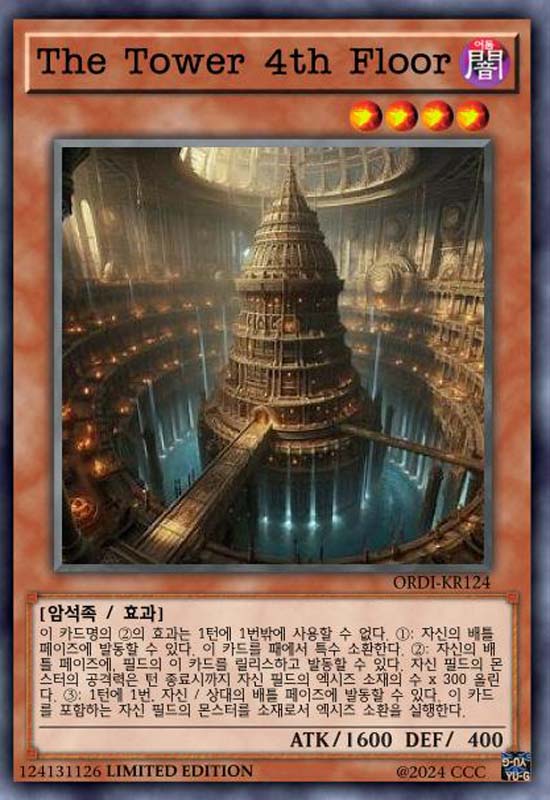 The Tower 4th Floor
어둠
闇
ORDI-KR124
[암석족 / 효과]
이 카드명의 ②의 효과는 1턴에 1번밖에 사용할 수 없다. ①: 자신의 배틀
페이즈에 발동할 수 있다. 이 카드를 패에서 특수 소환한다. ②: 자신의 배
틀 페이즈에, 필드의 이 카드를 릴리스하고 발동할 수 있다. 자신 필드의 몬
스터의 공격력은 턴 종료시까지 자신 필드의 엑시즈 소재의 수 x 300 올린
다. ③: 1턴에 1번, 자신 / 상대의 배틀 페이즈에 발동할 수 있다. 이 카드
를 포함하는 자신 필드의 몬스터를 소재로서 엑시즈 소환을 실행한다.
ATK/1600 DEF/ 400
124131126 LIMITED EDITION
@2024 CCC